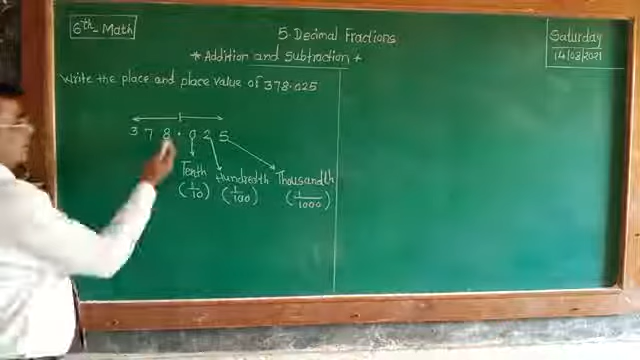 6th - Math
5. Decimal Fractions
Saturday
14/08/2021
* Addition and Subtraction *
Write the place and place value of 378.025
3 7 8 . 0 2 5
Tenth Hundredth Thousandth
(1/10) (1/100) (1/1000)